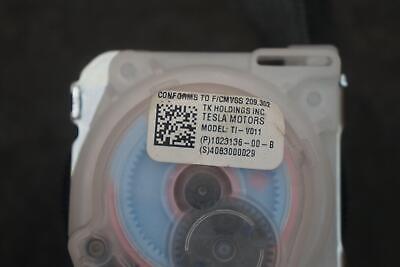 CONFORMS TO F/CMVSS 209,302
TK HOLDINGS INC.
TESLA MOTORS
MODEL: TI-V011
(P)1023136-00-B
(S)4083000029